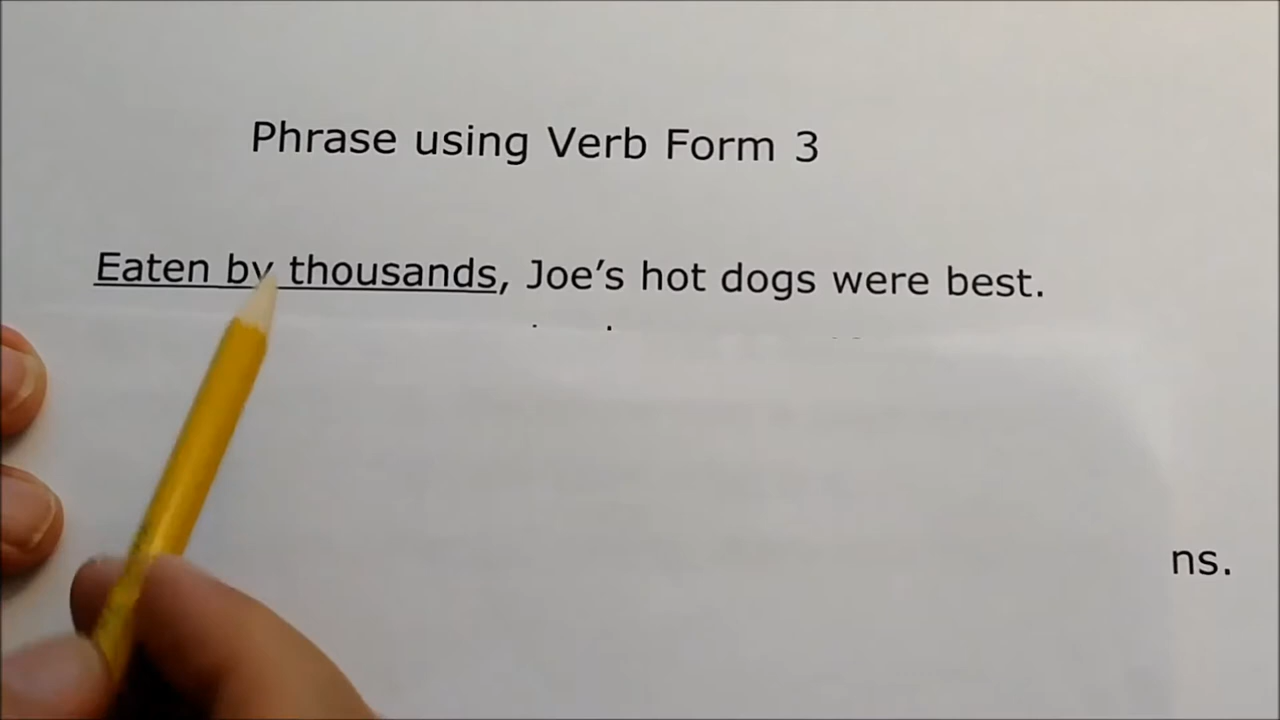 Phrase using Verb Form 3
Eaten by thousands, Joe’s hot dogs were best.
ns.